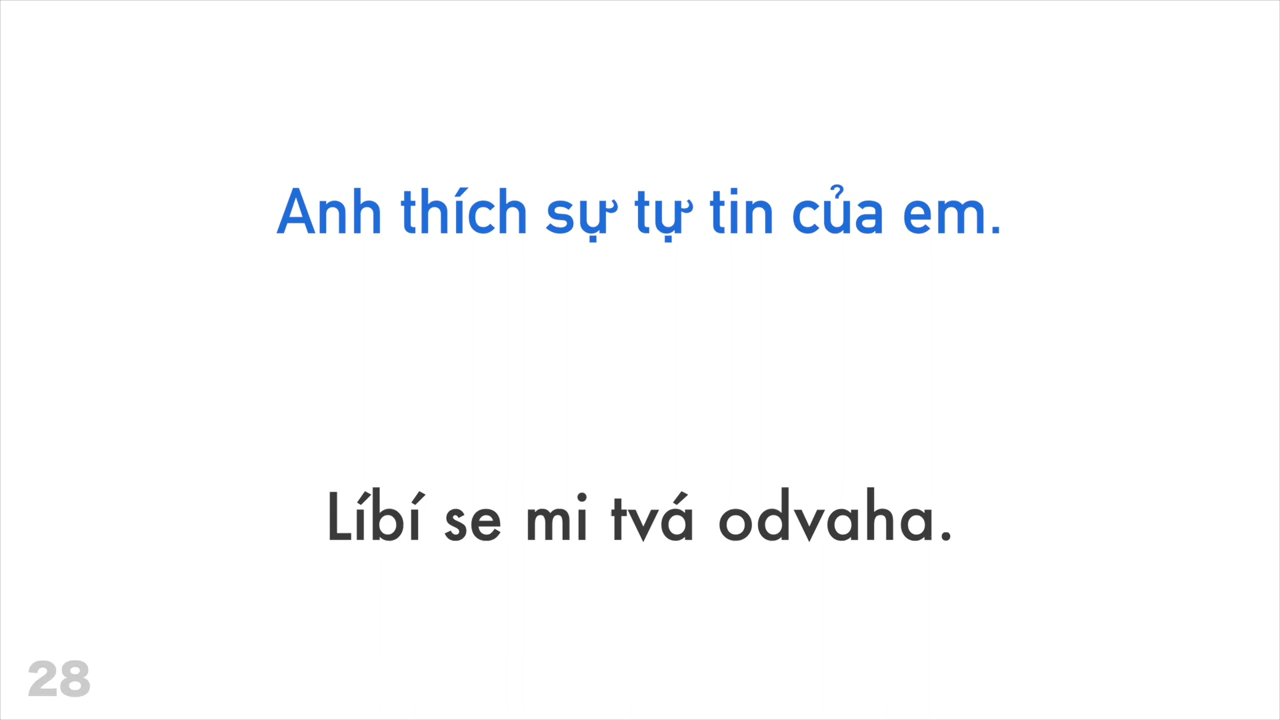 Anh thích sự tự tin của em.
Líbí se mi tvá odvaha.
28